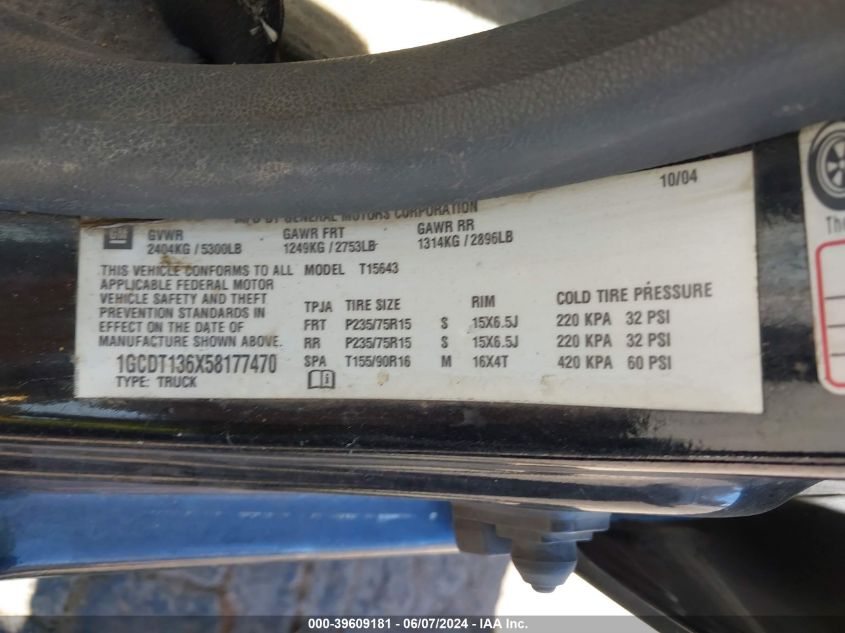 10/04
MFD BY GENERAL MOTORS CORPORATION
GM
GVWR GAWR FRT GAWR RR
2404KG / 5300LB 1249KG / 2753LB 1314KG / 2896LB
THIS VEHICLE CONFORMS TO ALL
APPLICABLE FEDERAL MOTOR
VEHICLE SAFETY AND THEFT
PREVENTION STANDARDS IN
EFFECT ON THE DATE OF
MANUFACTURE SHOWN ABOVE.
1GCDT136X58177470
TYPE: TRUCK
MODEL T15643
TPJA TIRE SIZE RIM COLD TIRE PRESSURE
FRT P235/75R15 S 15X6.5J 220 KPA 32 PSI
RR P235/75R15 S 15X6.5J 220 KPA 32 PSI
SPA T155/90R16 M 16X4T 420 KPA 60 PSI
The
000-39609181 - 06/07/2024 - IAA Inc.